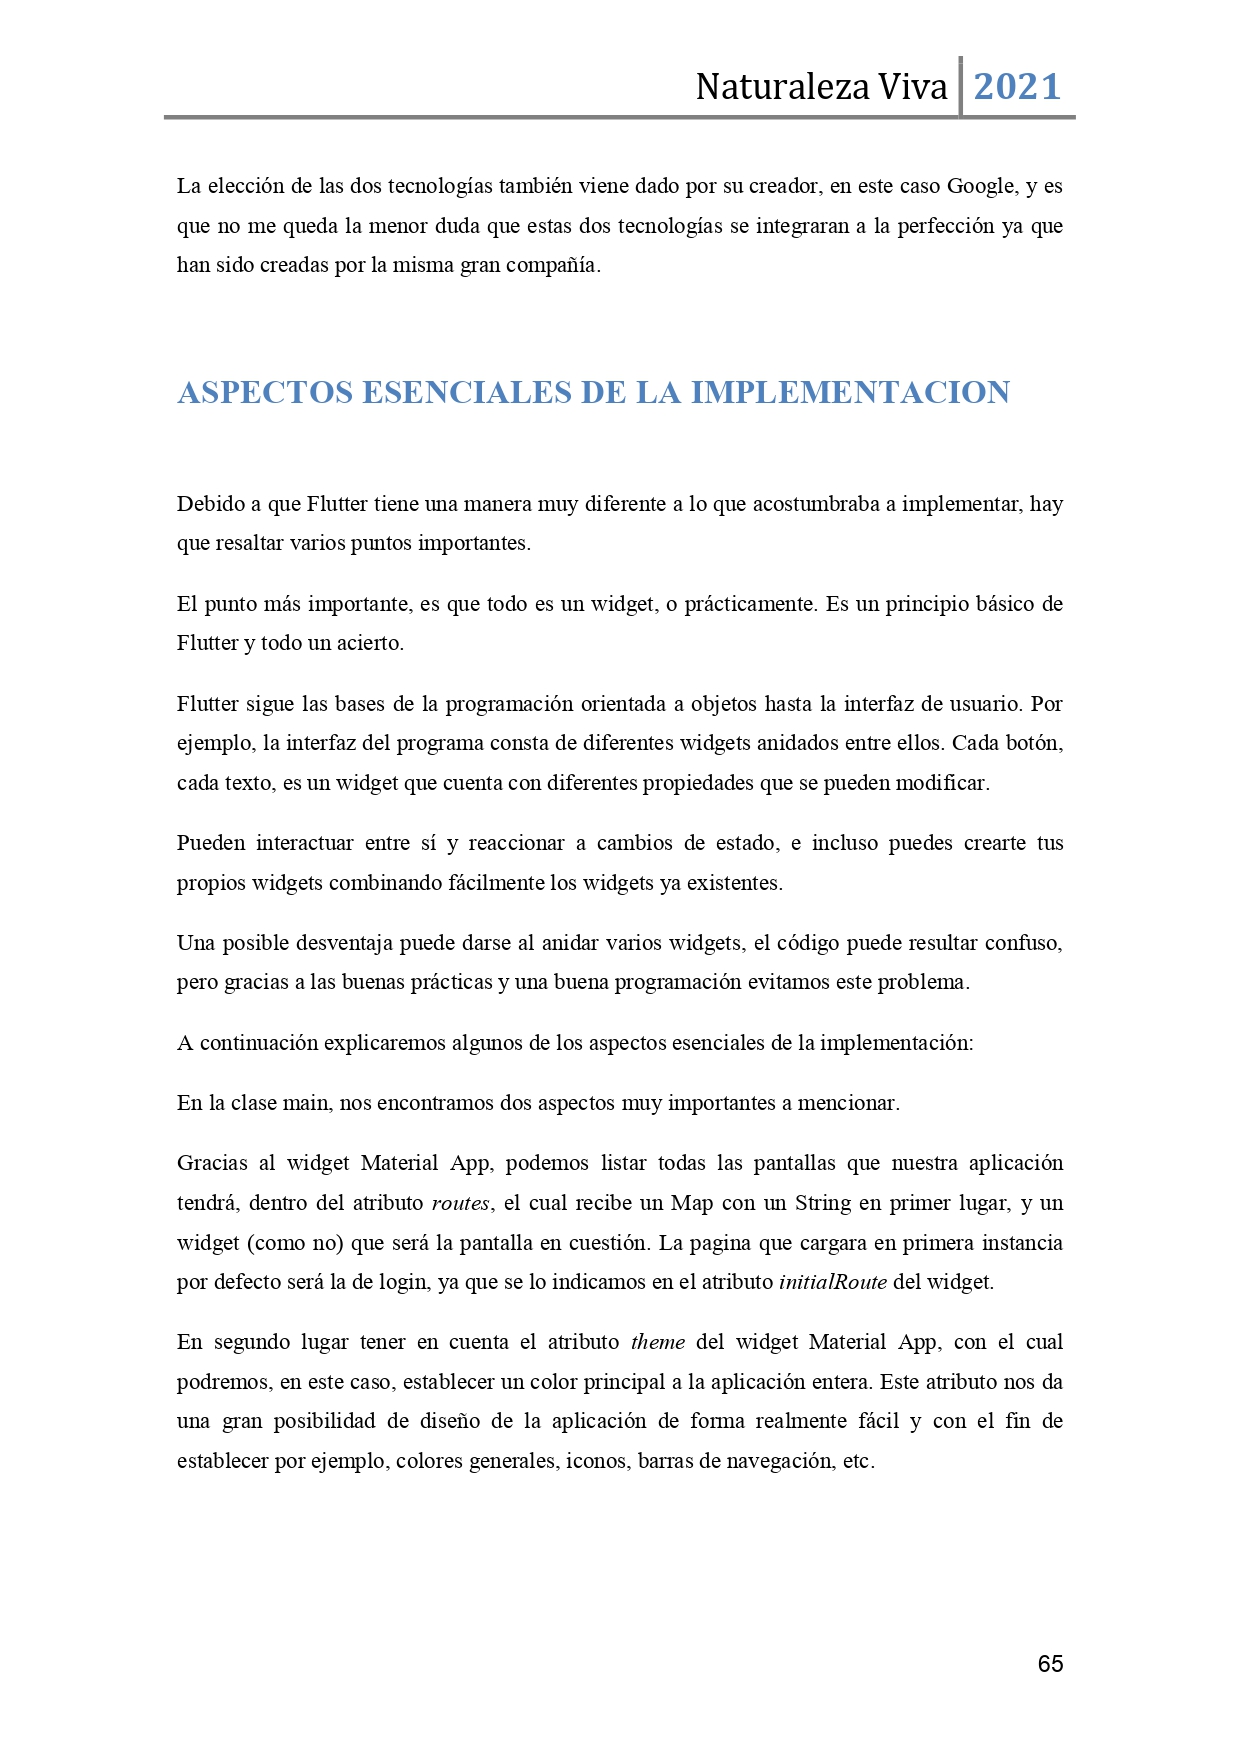 Naturaleza Viva 2021
La elección de las dos tecnologías también viene dado por su creador, en este caso Google, y es
que no me queda la menor duda que estas dos tecnologías se integraran a la perfección ya que
han sido creadas por la misma gran compañía.
ASPECTOS ESENCIALES DE LA IMPLEMENTACION
Debido a que Flutter tiene una manera muy diferente a lo que acostumbraba a implementar, hay
que resaltar varios puntos importantes.
El punto más importante, es que todo es un widget, o prácticamente. Es un principio básico de
Flutter y todo un acierto.
Flutter sigue las bases de la programación orientada a objetos hasta la interfaz de usuario. Por
ejemplo, la interfaz del programa consta de diferentes widgets anidados entre ellos. Cada botón,
cada texto, es un widget que cuenta con diferentes propiedades que se pueden modificar.
Pueden interactuar entre sí y reaccionar a cambios de estado, e incluso puedes crearte tus
propios widgets combinando fácilmente los widgets ya existentes.
Una posible desventaja puede darse al anidar varios widgets, el código puede resultar confuso,
pero gracias a las buenas prácticas y una buena programación evitamos este problema.
A continuación explicaremos algunos de los aspectos esenciales de la implementación:
En la clase main, nos encontramos dos aspectos muy importantes a mencionar.
Gracias al widget Material App, podemos listar todas las pantallas que nuestra aplicación
tendrá, dentro del atributo routes, el cual recibe un Map con un String en primer lugar, y un
widget (como no) que será la pantalla en cuestión. La pagina que cargara en primera instancia
por defecto será la de login, ya que se lo indicamos en el atributo initialRoute del widget.
En segundo lugar tener en cuenta el atributo theme del widget Material App, con el cual
podremos, en este caso, establecer un color principal a la aplicación entera. Este atributo nos da
una gran posibilidad de diseño de la aplicación de forma realmente fácil y con el fin de
establecer por ejemplo, colores generales, iconos, barras de navegación, etc.
65